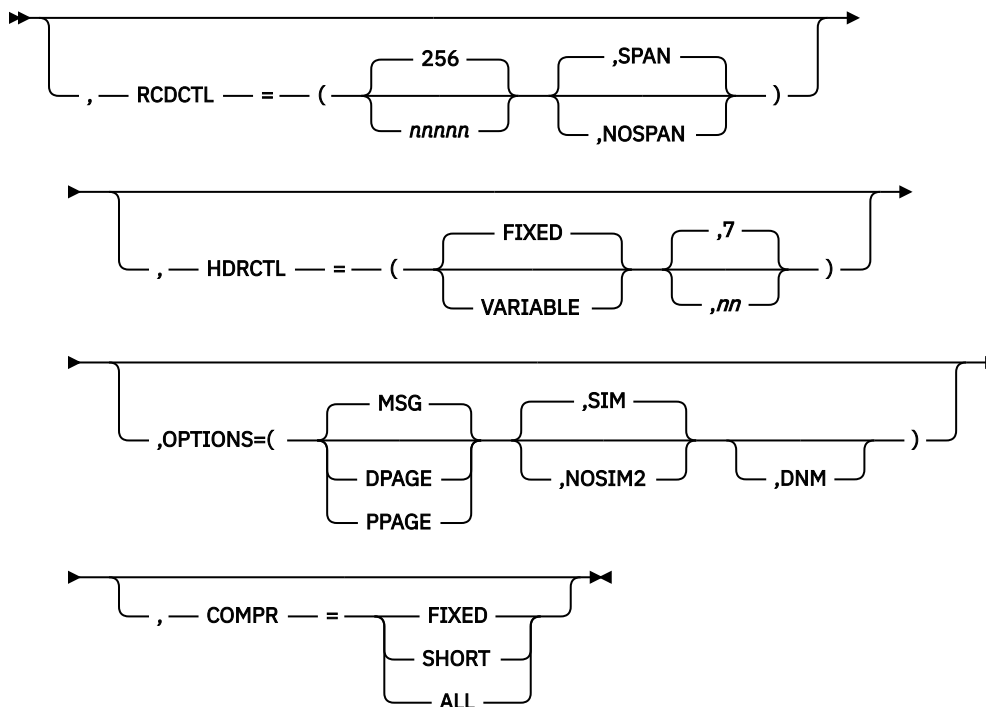 256 ,SPAN
, RCDCTL = ( )
nnnnn ,NOSPAN
FIXED ,7
, HDRCTL = ( )
VARIABLE ,nn
MSG ,SIM
,OPTIONS=( )
DPAGE ,NOSIM2 ,DNM
PPAGE
, COMPR = FIXED
SHORT
ALL